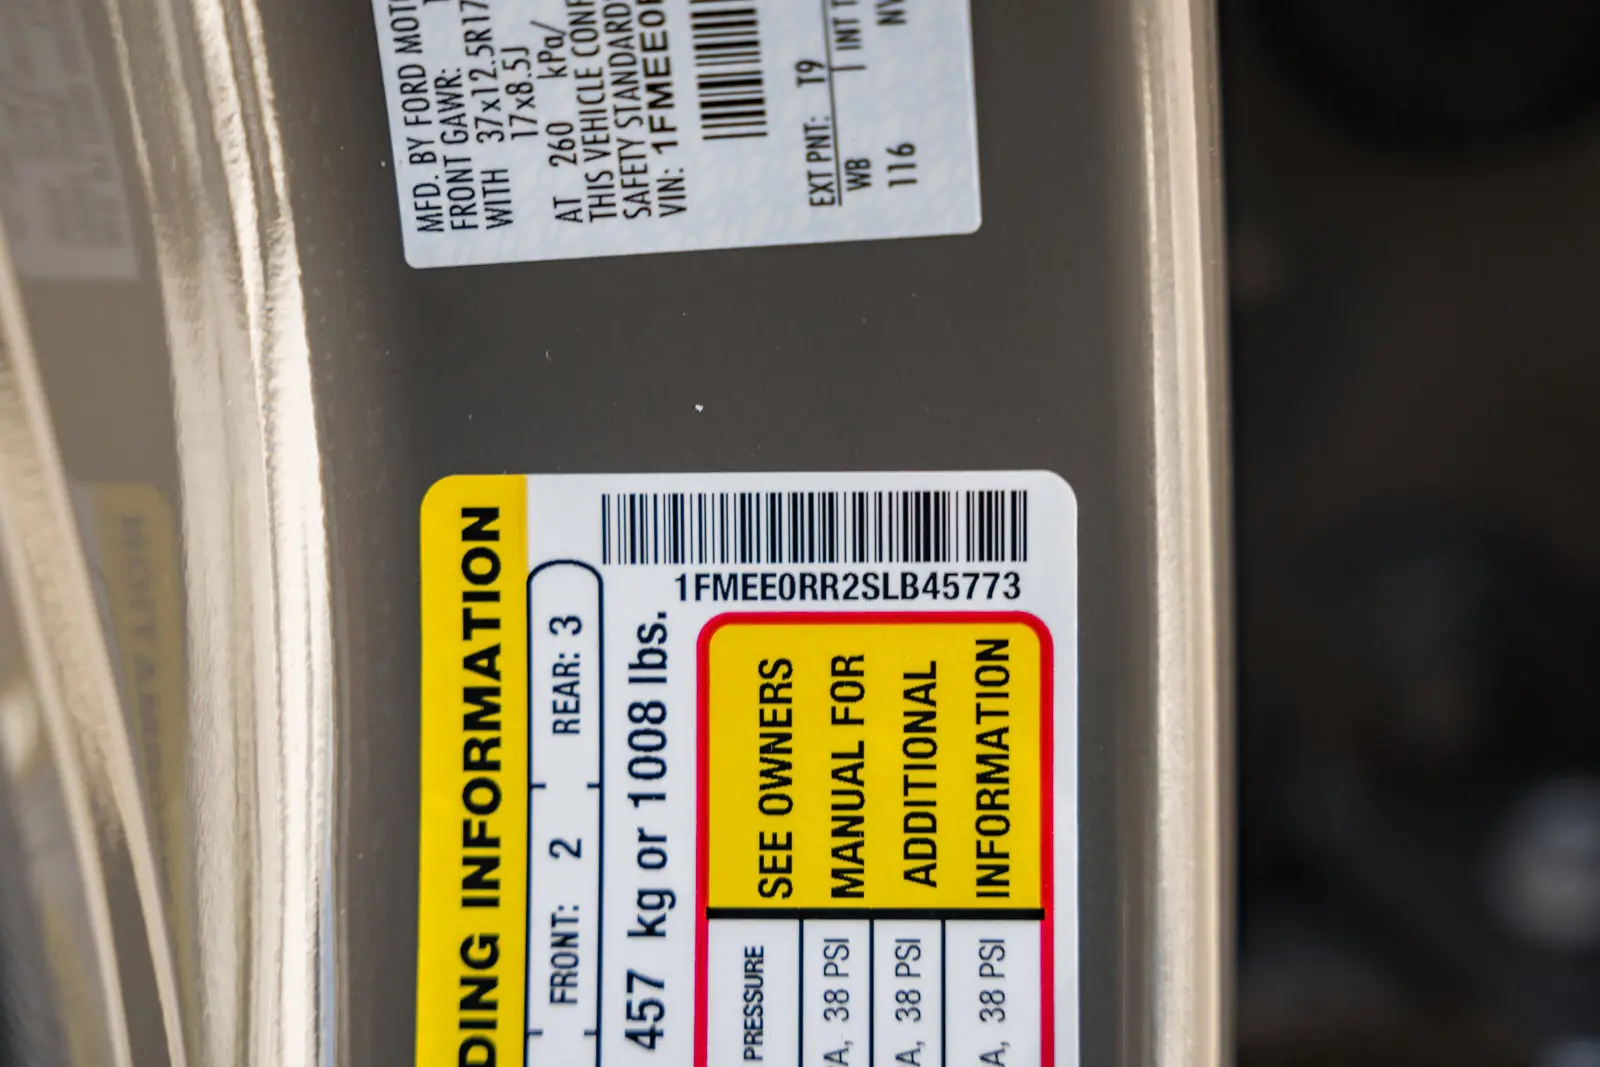 MFD. BY FORD MOT
FRONT GAWR:
WITH 37x12.5R17
17x8.5J
AT 260 kPa/
THIS VEHICLE CONF
SAFETY STANDARD
VIN: 1FMEE0
EXT PNT: T9
WB INT T
116
DING INFORMATION
FRONT: 2 REAR: 3
457 kg or 1008 lbs.
1FMEE0RR2SLB45773
SEE OWNERS
MANUAL FOR
ADDITIONAL
INFORMATION
PRESSURE
A, 38 PSI
A, 38 PSI
A, 38 PSI